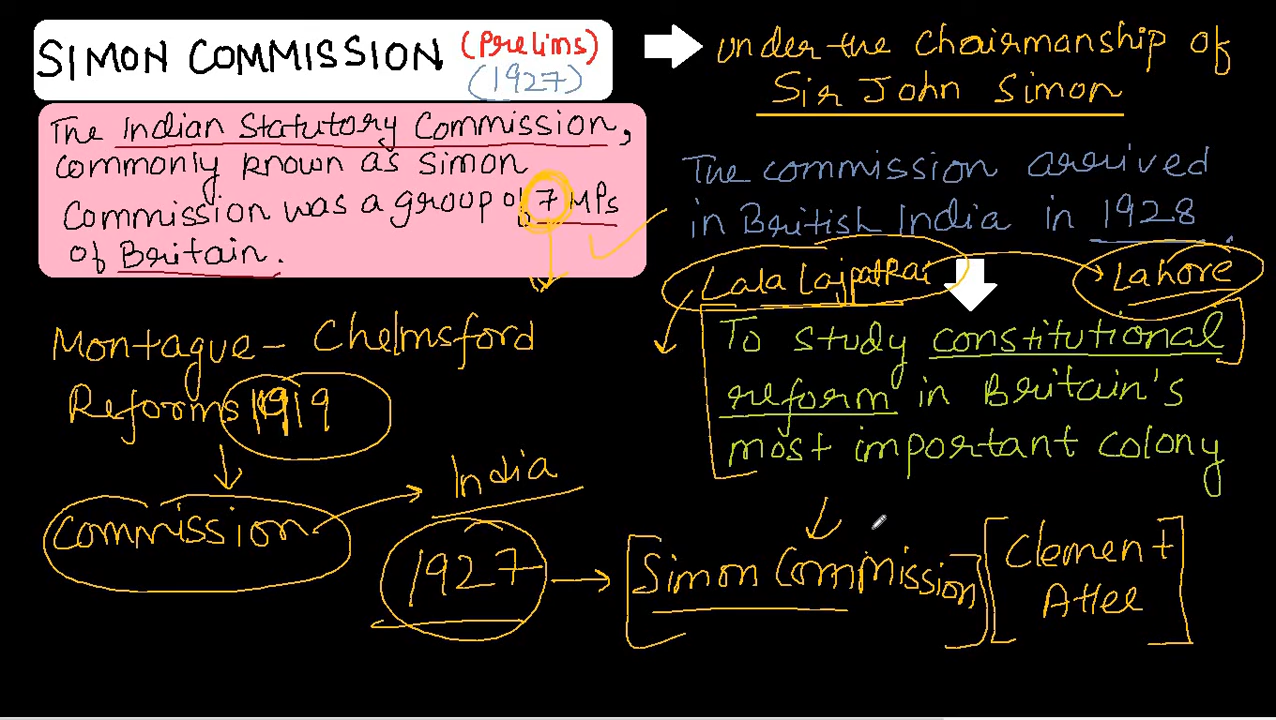 SIMON COMMISSION (Prelims)
(1927)
under the Chairmanship of
Sir John Simon
The Indian Statutory Commission,
commonly known as Simon
Commission was a group of 7 MPs
of Britain.
The commission arrived
in British India in 1928.
Lala Lajpat Rai
Lahore
To study constitutional
reform in Britain's
most important colony
Montague - Chelmsford
Reforms 1919
Commission
India
1927
Simon Commission
Clement
Attee